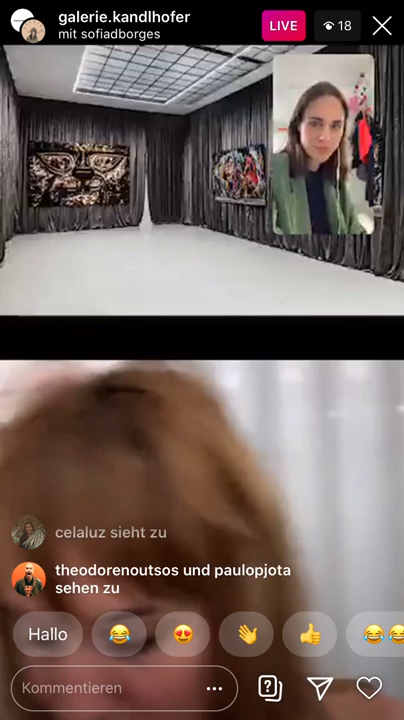 galerie.kandlhofer
mit sofiadborges
LIVE
18
celaluz sieht zu
theodorenoutsos und paulopjota
sehen zu
Hallo
Kommentieren